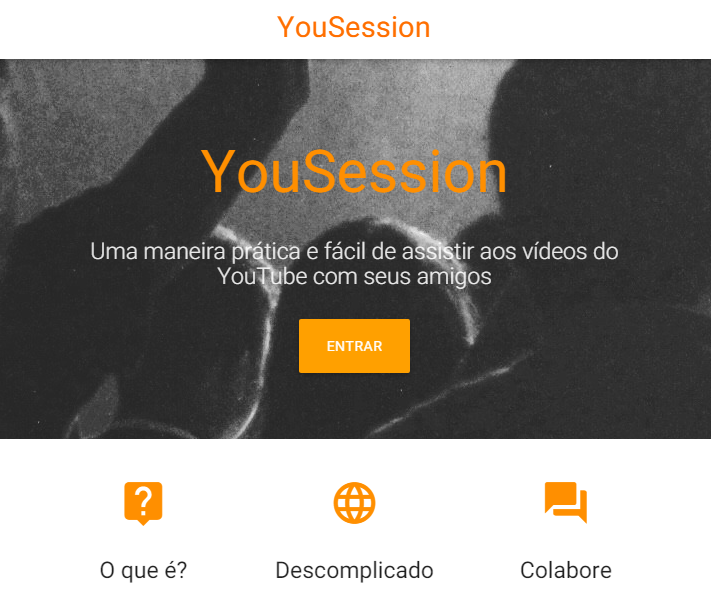 YouSession
YouSession
Uma maneira prática e fácil de assistir aos vídeos do
YouTube com seus amigos
ENTRAR
O que é?
Descomplicado
Colabore